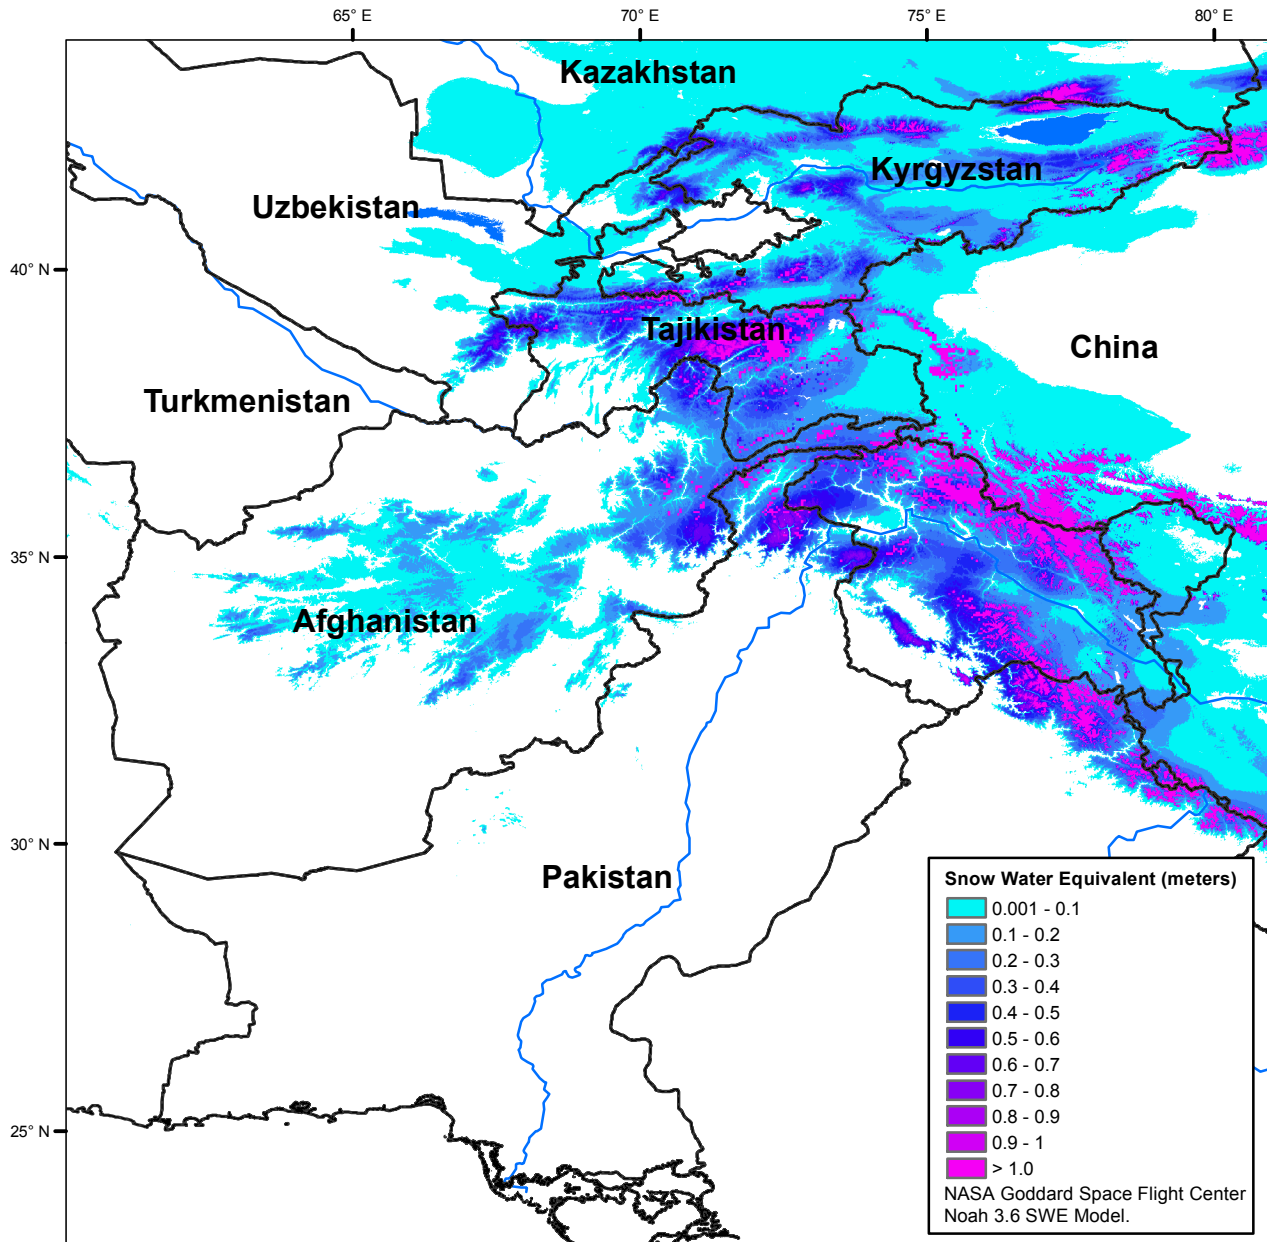 65° E
70° E
75° E
80° E
Kazakhstan
Kyrgyzstan
Uzbekistan
40° N
Tajikistan
China
Turkmenistan
35° N
Afghanistan
30° N
Pakistan
25° N
Snow Water Equivalent (meters)
0.001 - 0.1
0.1 - 0.2
0.2 - 0.3
0.3 - 0.4
0.4 - 0.5
0.5 - 0.6
0.6 - 0.7
0.7 - 0.8
0.8 - 0.9
0.9 - 1
> 1.0
NASA Goddard Space Flight Center
Noah 3.6 SWE Model.